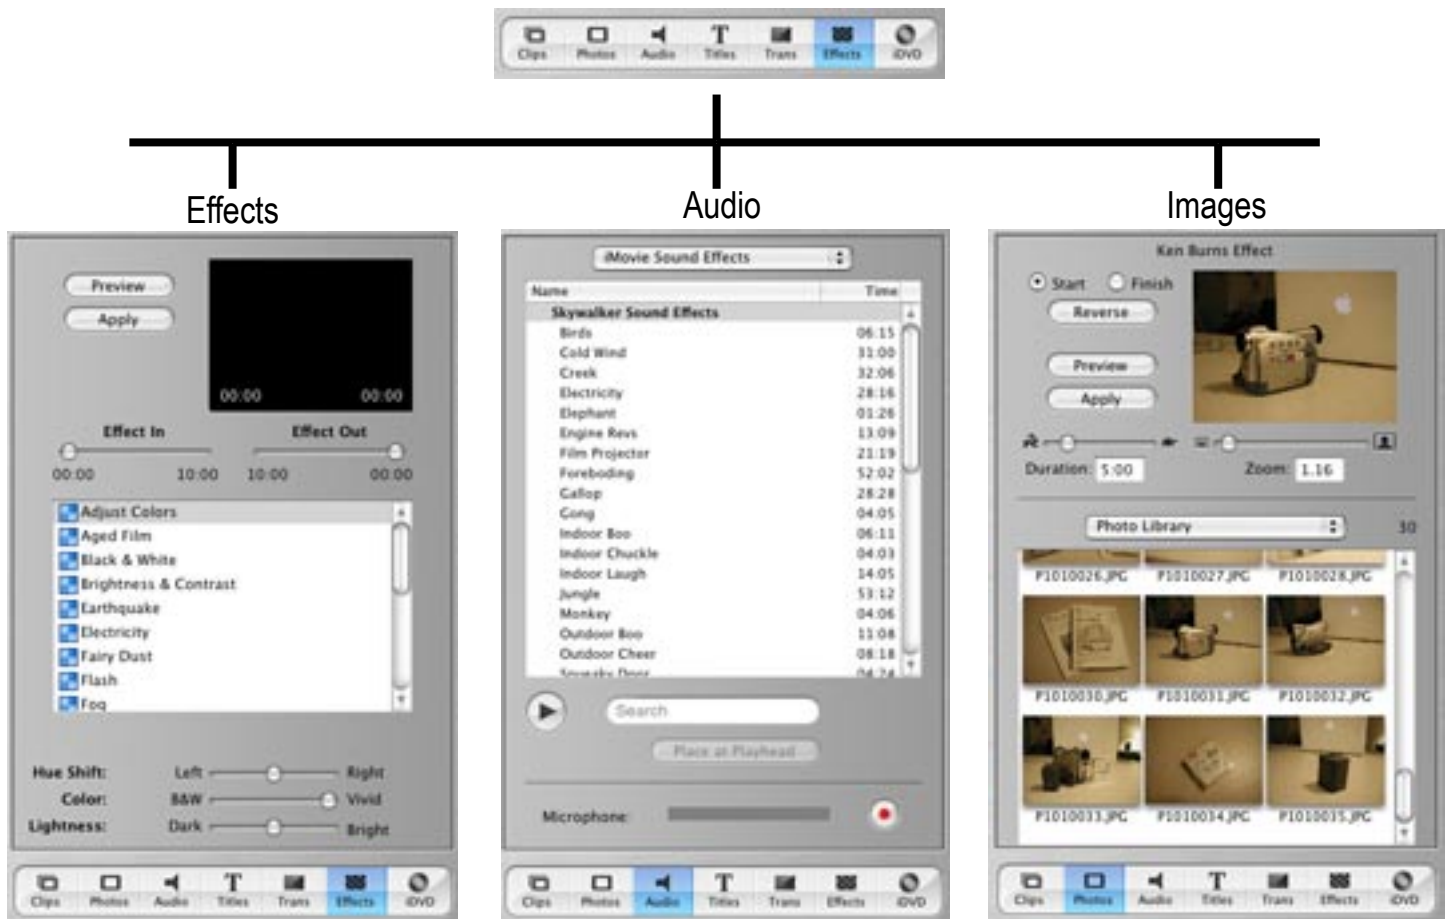 Clips Photos Audio Titles Trans Effects iDVD
Effects
Audio
Images
Preview
Apply
00:00 00:00
Effect In Effect Out
00:00 10:00 10:00 00:00
Adjust Colors
Aged Film
Black & White
Brightness & Contrast
Earthquake
Electricity
Fairy Dust
Flash
Fog
Hue Shift: Left Right
Color: B&W Vivid
Lightness: Dark Bright
Clips Photos Audio Titles Trans Effects iDVD
iMovie Sound Effects
Name Time
Skywalker Sound Effects
Birds 06:15
Cold Wind 31:00
Creek 32:06
Electricity 28:16
Elephant 01:26
Engine Revs 13:09
Film Projector 21:19
Foreboding 52:02
Gallop 28:28
Gong 04:05
Indoor Boo 06:11
Indoor Chuckle 04:03
Indoor Laugh 14:05
Jungle 53:12
Monkey 04:06
Outdoor Boo 11:08
Outdoor Cheer 08:18
Squeaky Door 04:24
Search
Place at Playhead
Microphone:
Clips Photos Audio Titles Trans Effects iDVD
Ken Burns Effect
Start Finish
Reverse
Preview
Apply
Duration: 5:00 Zoom: 1.16
Photo Library 30
P1010026.JPG P1010027.JPG P1010028.JPG
P1010030.JPG P1010031.JPG P1010032.JPG
P1010033.JPG P1010034.JPG P1010035.JPG
Clips Photos Audio Titles Trans Effects iDVD